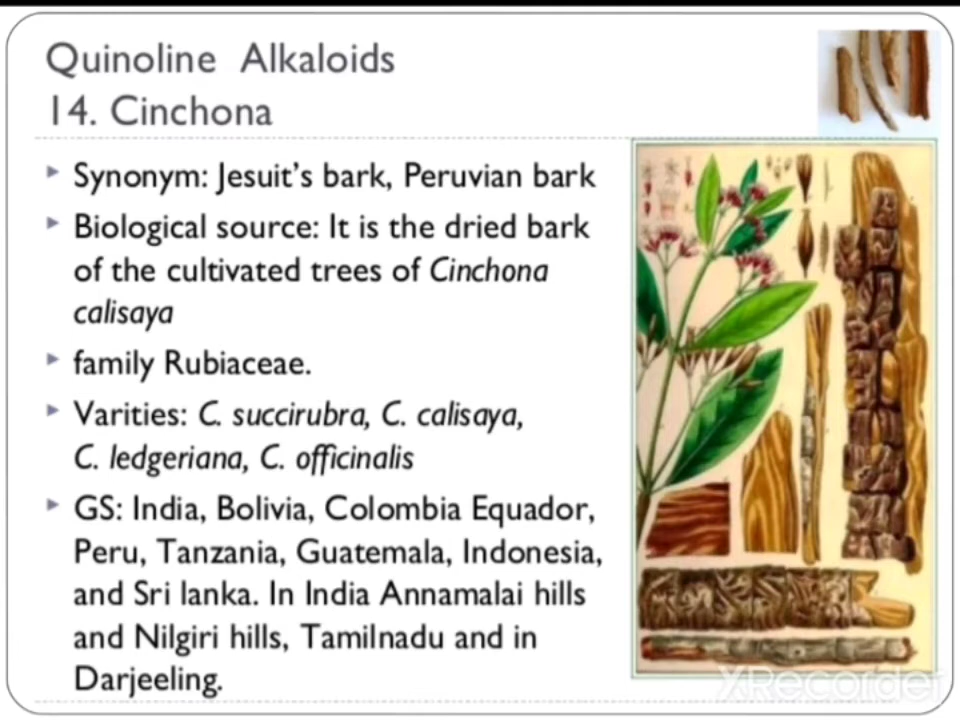 Quinoline Alkaloids
14. Cinchona
Synonym: Jesuit's bark, Peruvian bark
Biological source: It is the dried bark
of the cultivated trees of Cinchona
calisaya
family Rubiaceae.
Varities: C. succirubra, C. calisaya,
C. ledgeriana, C. officinalis
GS: India, Bolivia, Colombia Equador,
Peru, Tanzania, Guatemala, Indonesia,
and Sri lanka. In India Annamalai hills
and Nilgiri hills, Tamilnadu and in
Darjeeling.
XRecorder